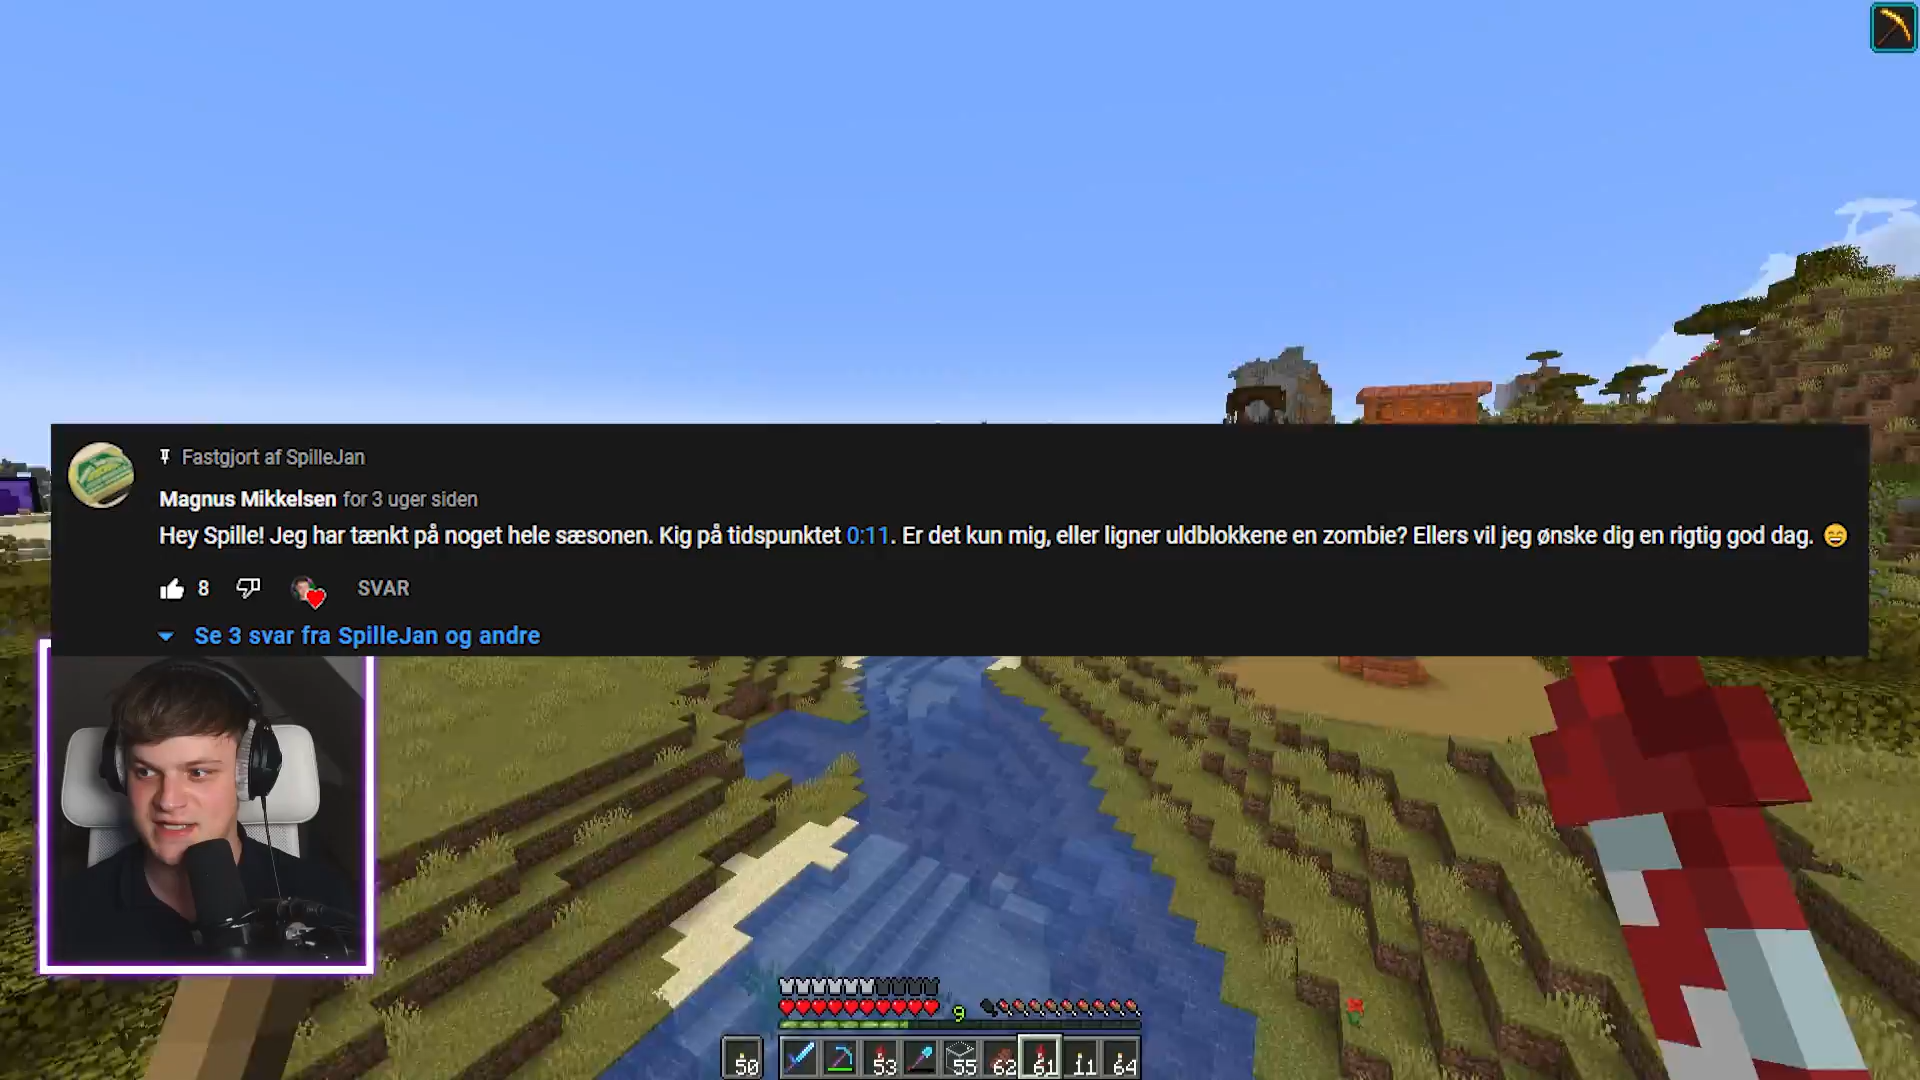 Fastgjort af SpilleJan
Magnus Mikkelsen for 3 uger siden
Hey Spille! Jeg har tænkt på noget hele sæsonen. Kig på tidspunktet 0:11. Er det kun mig, eller ligner uldblokkene en zombie? Ellers vil jeg ønske dig en rigtig god dag. 😄
8 SVAR
Se 3 svar fra SpilleJan og andre
9
50 53 55 62 61 11 64